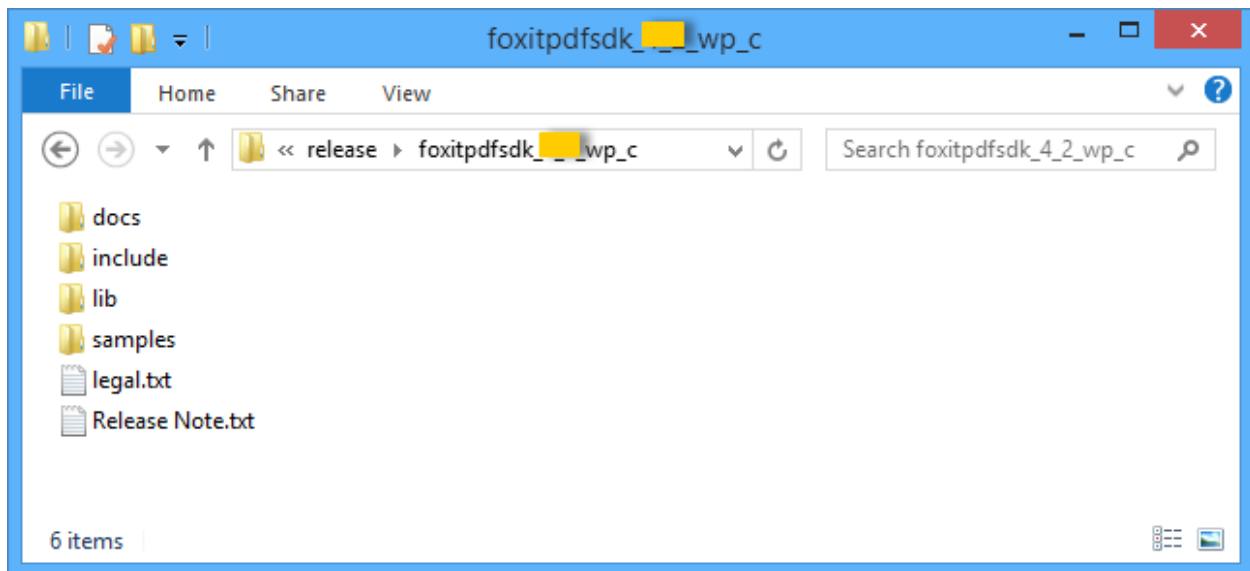 foxitpdfsdk_ _wp_c
File Home Share View
« release foxitpdfsdk_ _wp_c Search foxitpdfsdk_4_2_wp_c
docs
include
lib
samples
legal.txt
Release Note.txt
6 items